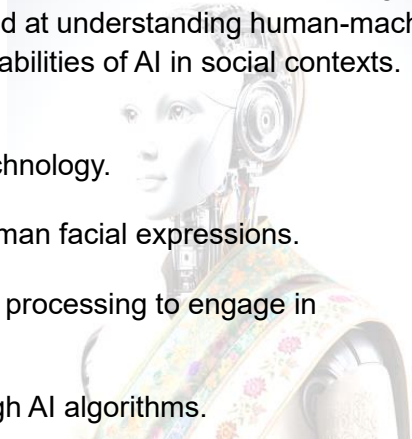 d at understanding human-mach
abilities of AI in social contexts.
chnology.
man facial expressions.
processing to engage in
gh AI algorithms.